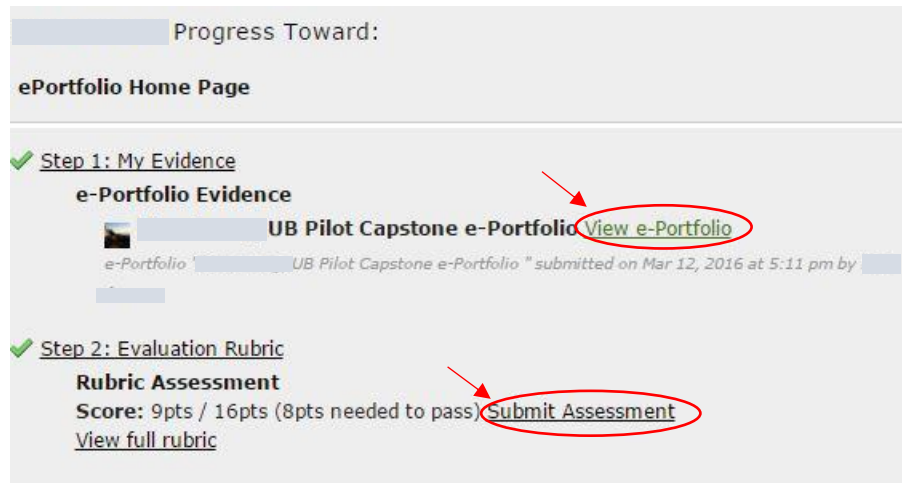 Progress Toward:
ePortfolio Home Page
Step 1: My Evidence
e-Portfolio Evidence
UB Pilot Capstone e-Portfolio View e-Portfolio
e-Portfolio " UB Pilot Capstone e-Portfolio " submitted on Mar 12, 2016 at 5:11 pm by
Step 2: Evaluation Rubric
Rubric Assessment
Score: 9pts / 16pts (8pts needed to pass) Submit Assessment
View full rubric